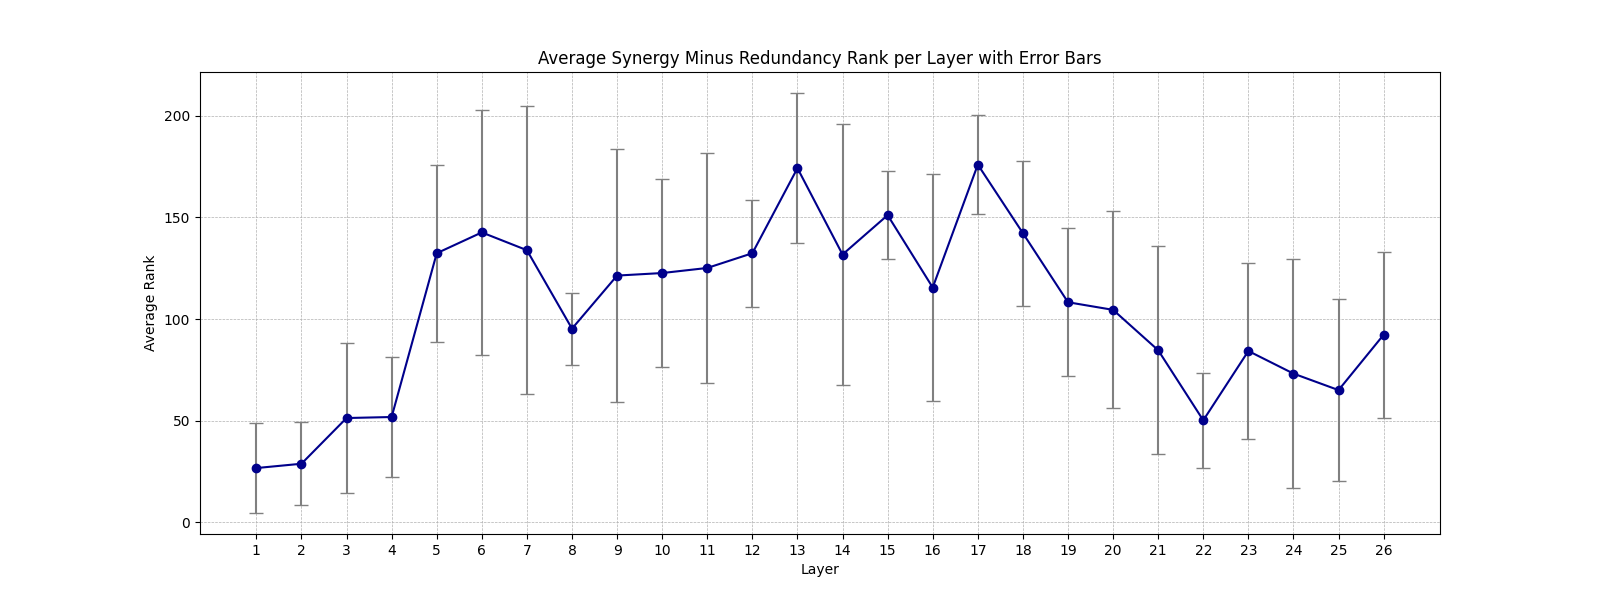 Average Synergy Minus Redundancy Rank per Layer with Error Bars
Average Rank
200
150
100
50
0
1 2 3 4 5 6 7 8 9 10 11 12 13 14 15 16 17 18 19 20 21 22 23 24 25 26
Layer